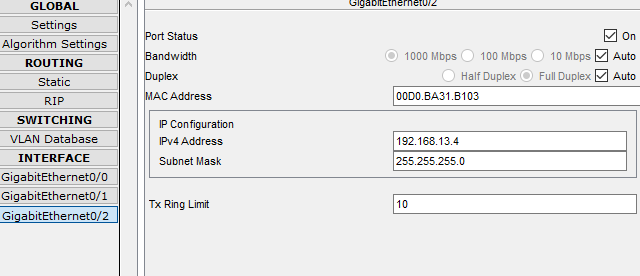 GLOBAL
Settings
Algorithm Settings
ROUTING
Static
RIP
SWITCHING
VLAN Database
INTERFACE
GigabitEthernet0/0
GigabitEthernet0/1
GigabitEthernet0/2
GigabitEthernet0/2
Port Status On
Bandwidth 1000 Mbps 100 Mbps 10 Mbps Auto
Duplex Half Duplex Full Duplex Auto
MAC Address 00D0.BA31.B103
IP Configuration
IPv4 Address 192.168.13.4
Subnet Mask 255.255.255.0
Tx Ring Limit 10